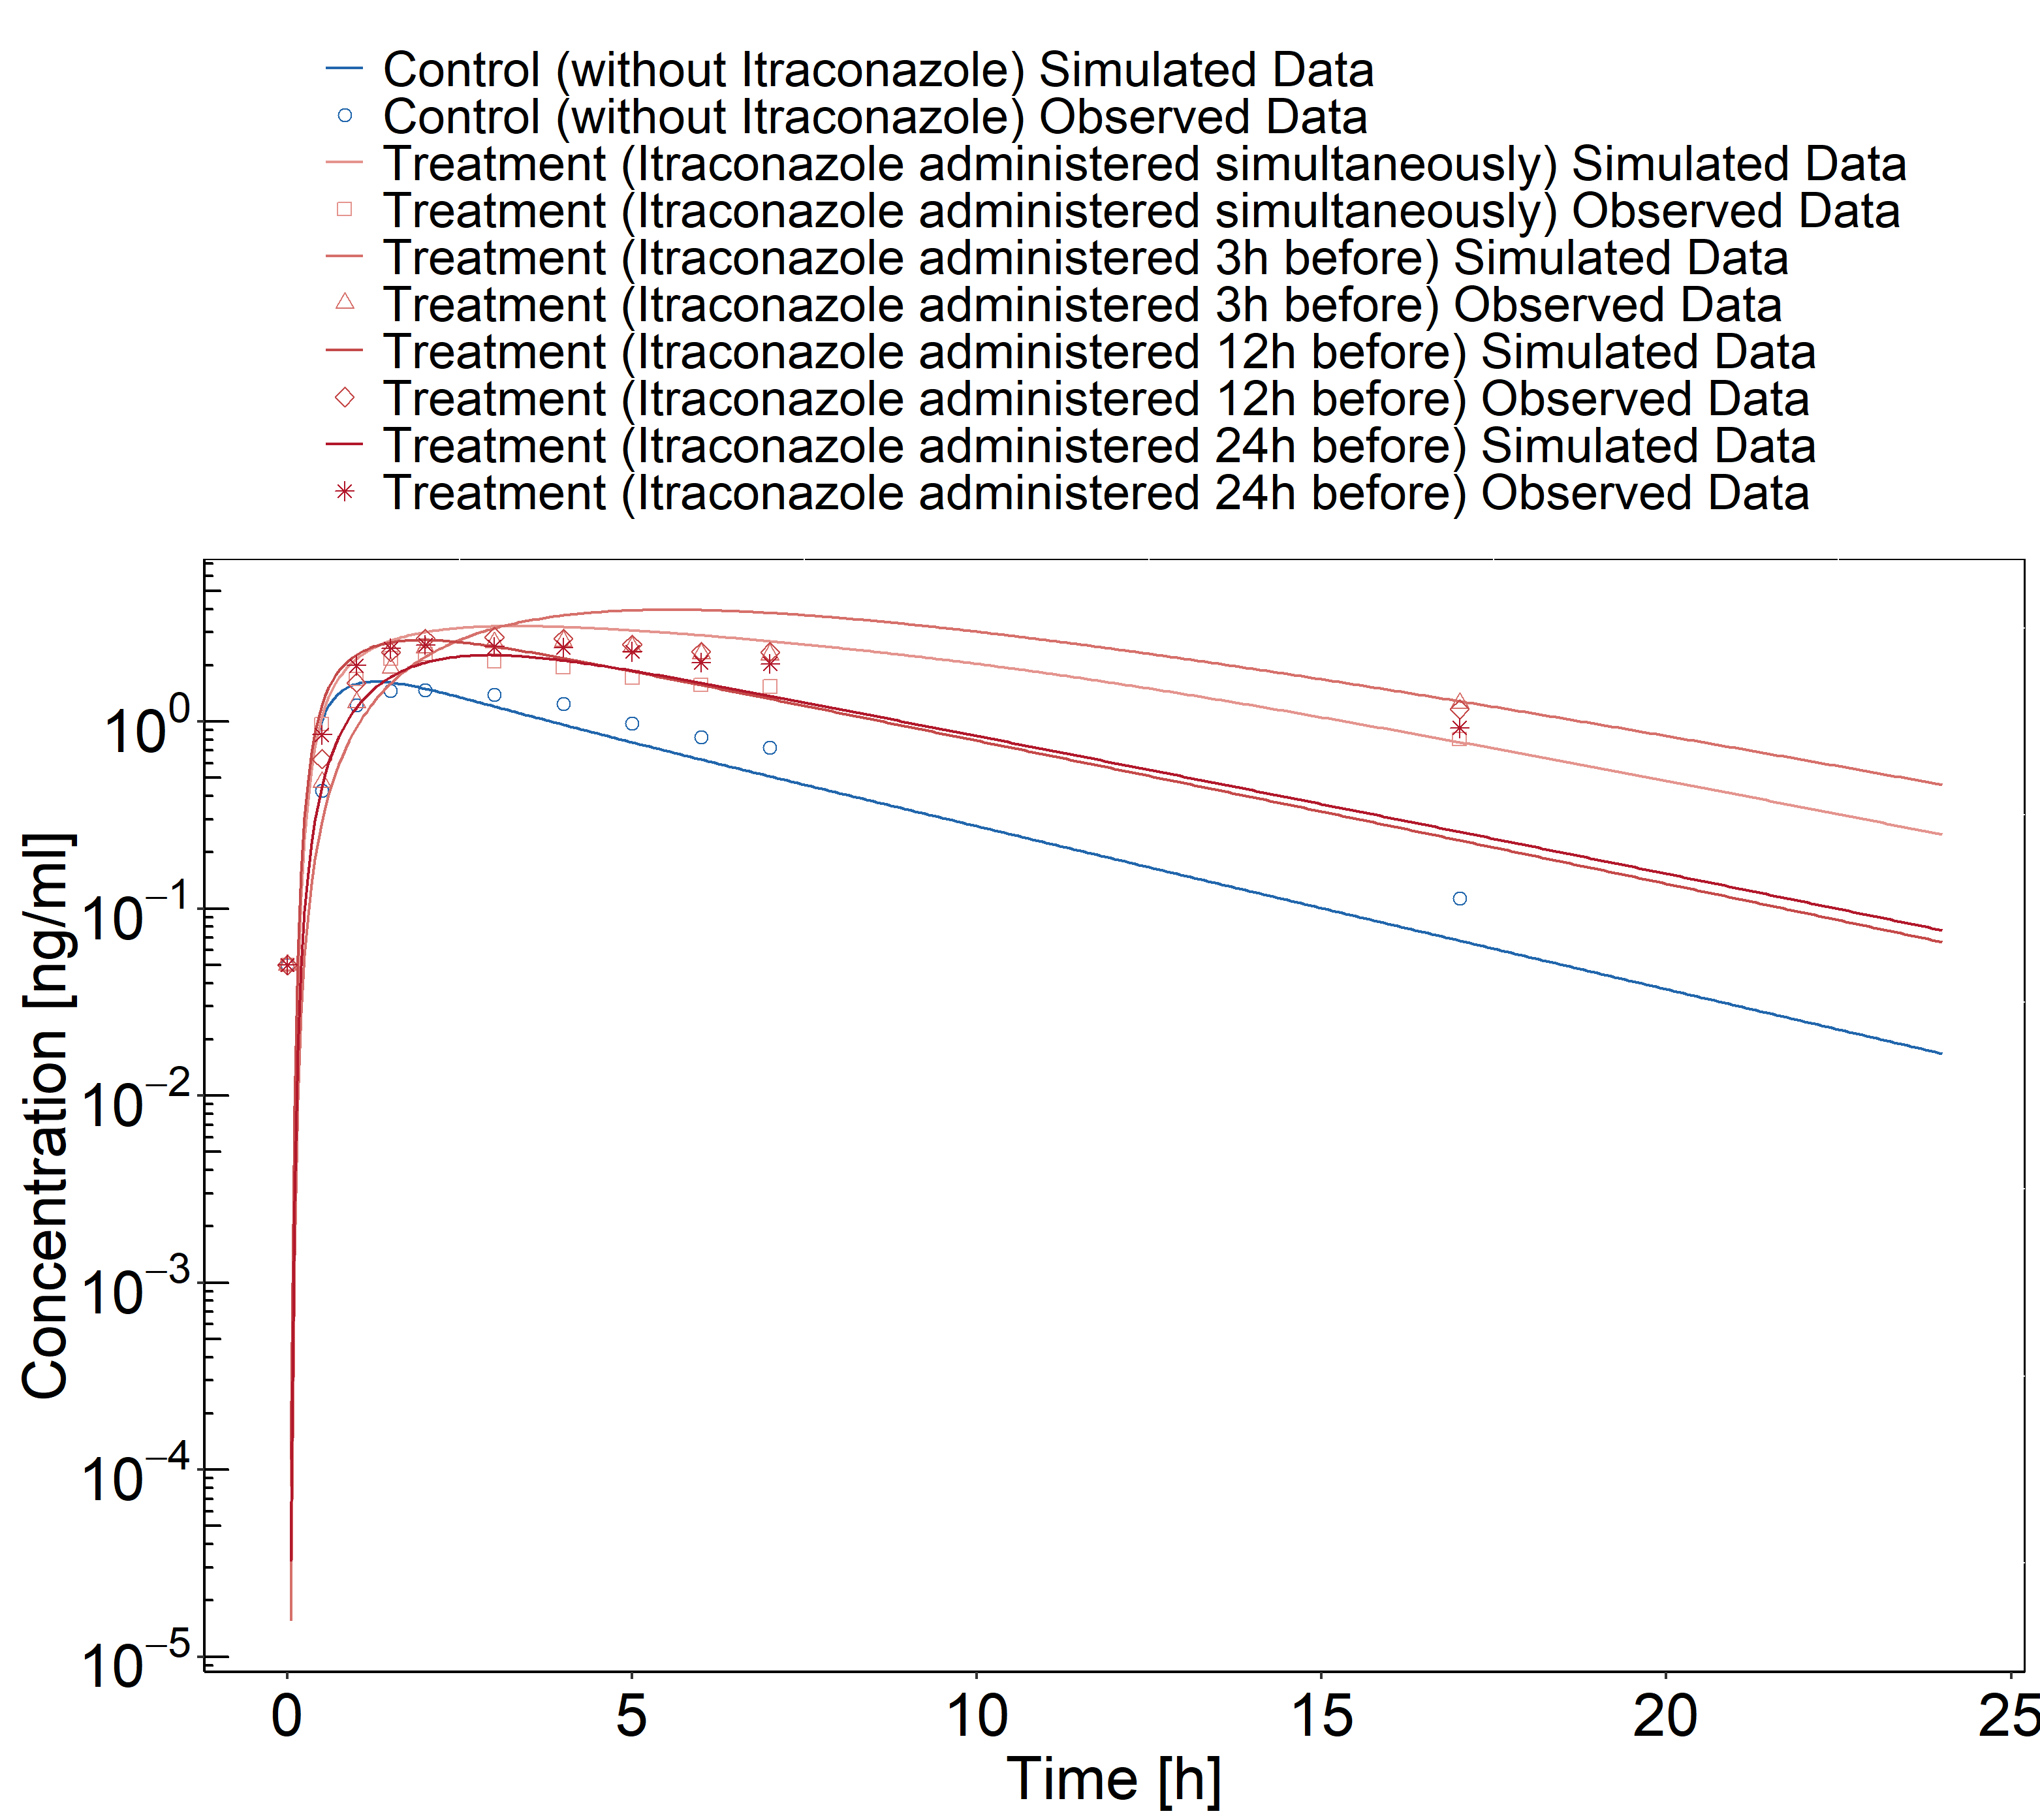 Control (without Itraconazole) Simulated Data
Control (without Itraconazole) Observed Data
Treatment (Itraconazole administered simultaneously) Simulated Data
Treatment (Itraconazole administered simultaneously) Observed Data
Treatment (Itraconazole administered 3h before) Simulated Data
Treatment (Itraconazole administered 3h before) Observed Data
Treatment (Itraconazole administered 12h before) Simulated Data
Treatment (Itraconazole administered 12h before) Observed Data
Treatment (Itraconazole administered 24h before) Simulated Data
Treatment (Itraconazole administered 24h before) Observed Data
Concentration [ng/ml]
10⁰
10⁻¹
10⁻²
10⁻³
10⁻⁴
10⁻⁵
0 5 10 15 20 25
Time [h]